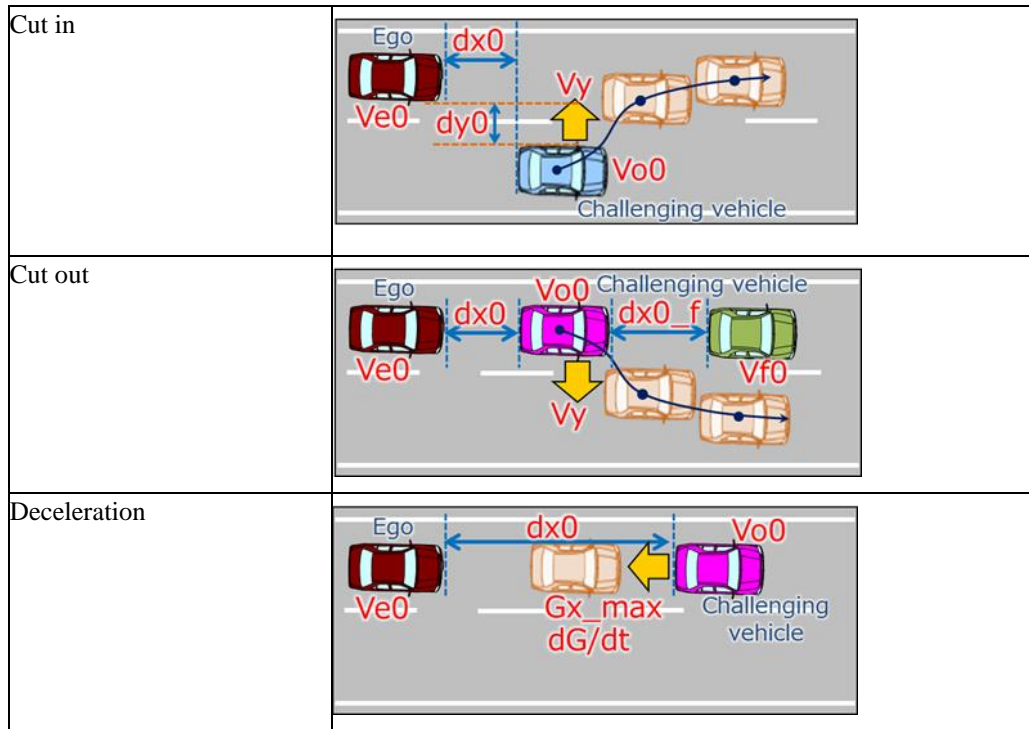 Cut in
Ego
dx0
Ve0
dy0
Vy
Vo0
Challenging vehicle
Cut out
Ego
Vo0
Challenging vehicle
dx0
dx0_f
Ve0
Vf0
Vy
Deceleration
Ego
dx0
Vo0
Ve0
Gx_max
dG/dt
Challenging
vehicle